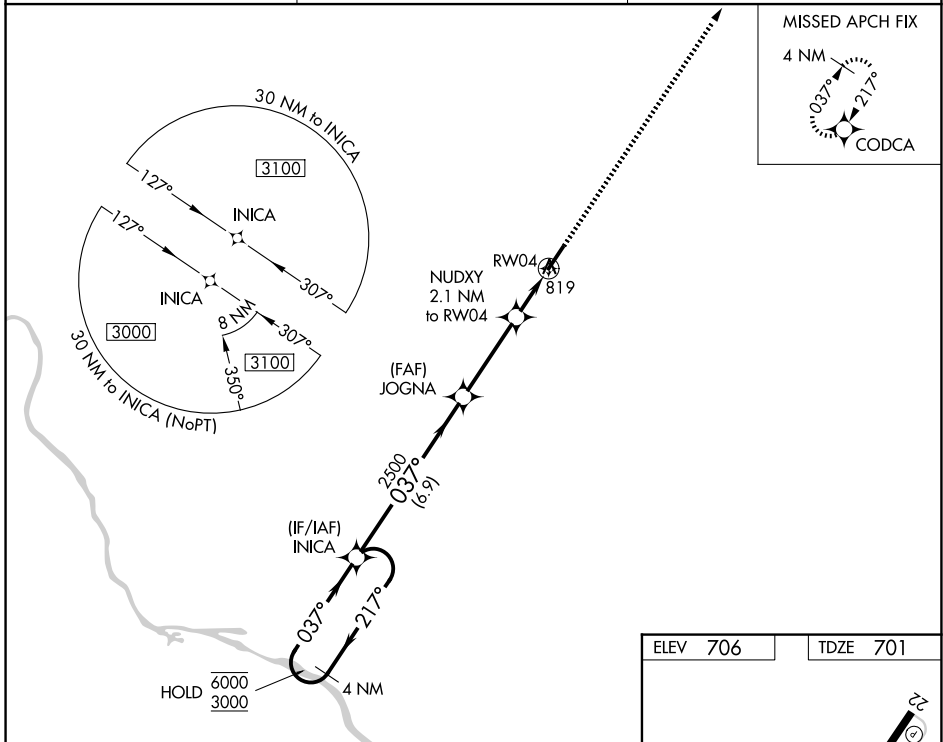 MISSED APCH FIX
4 NM
037°
217°
CODCA
30 NM to INICA
3100
127°
INICA
307°
127°
INICA
8 NM
307°
3000
3100
350°
30 NM to INICA (NoPT)
RW04
819
NUDXY
2.1 NM
to RW04
(FAF)
JOGNA
2500
037°
(6.9)
(IF/IAF)
INICA
037°
217°
HOLD 6000
3000
4 NM
ELEV 706
TDZE 701
22
P